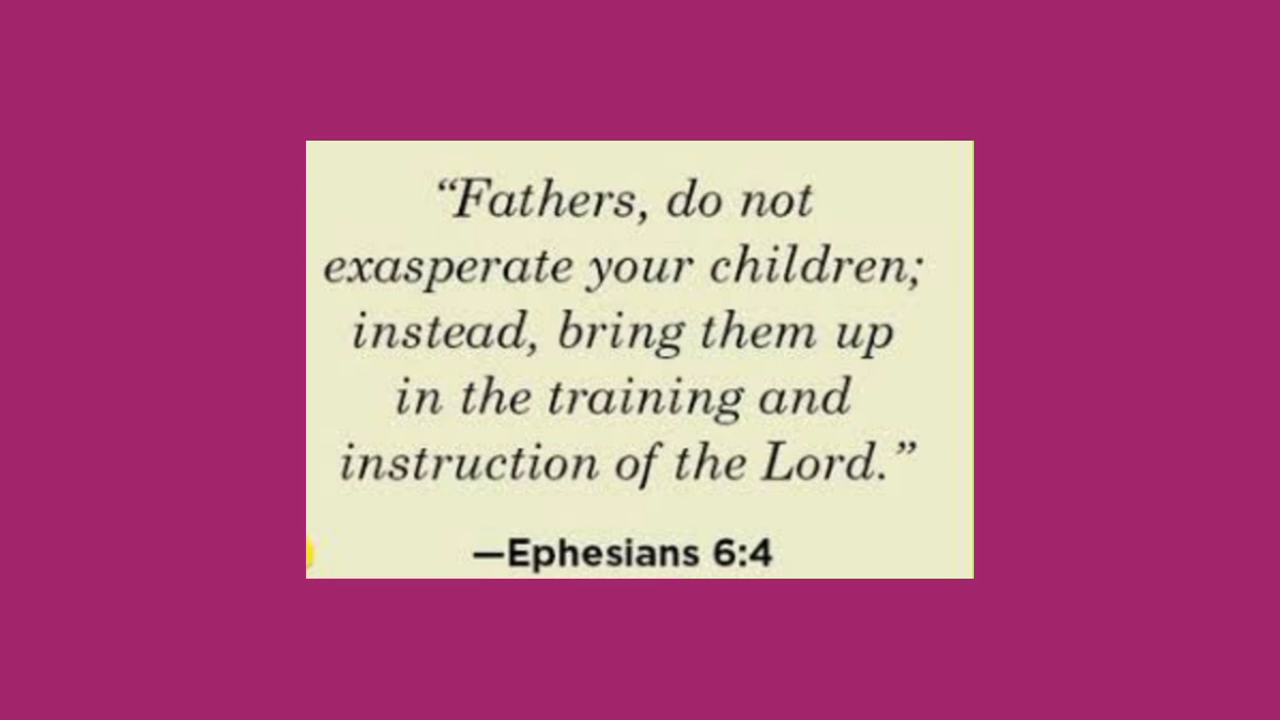 “Fathers, do not
exasperate your children;
instead, bring them up
in the training and
instruction of the Lord.”
—Ephesians 6:4